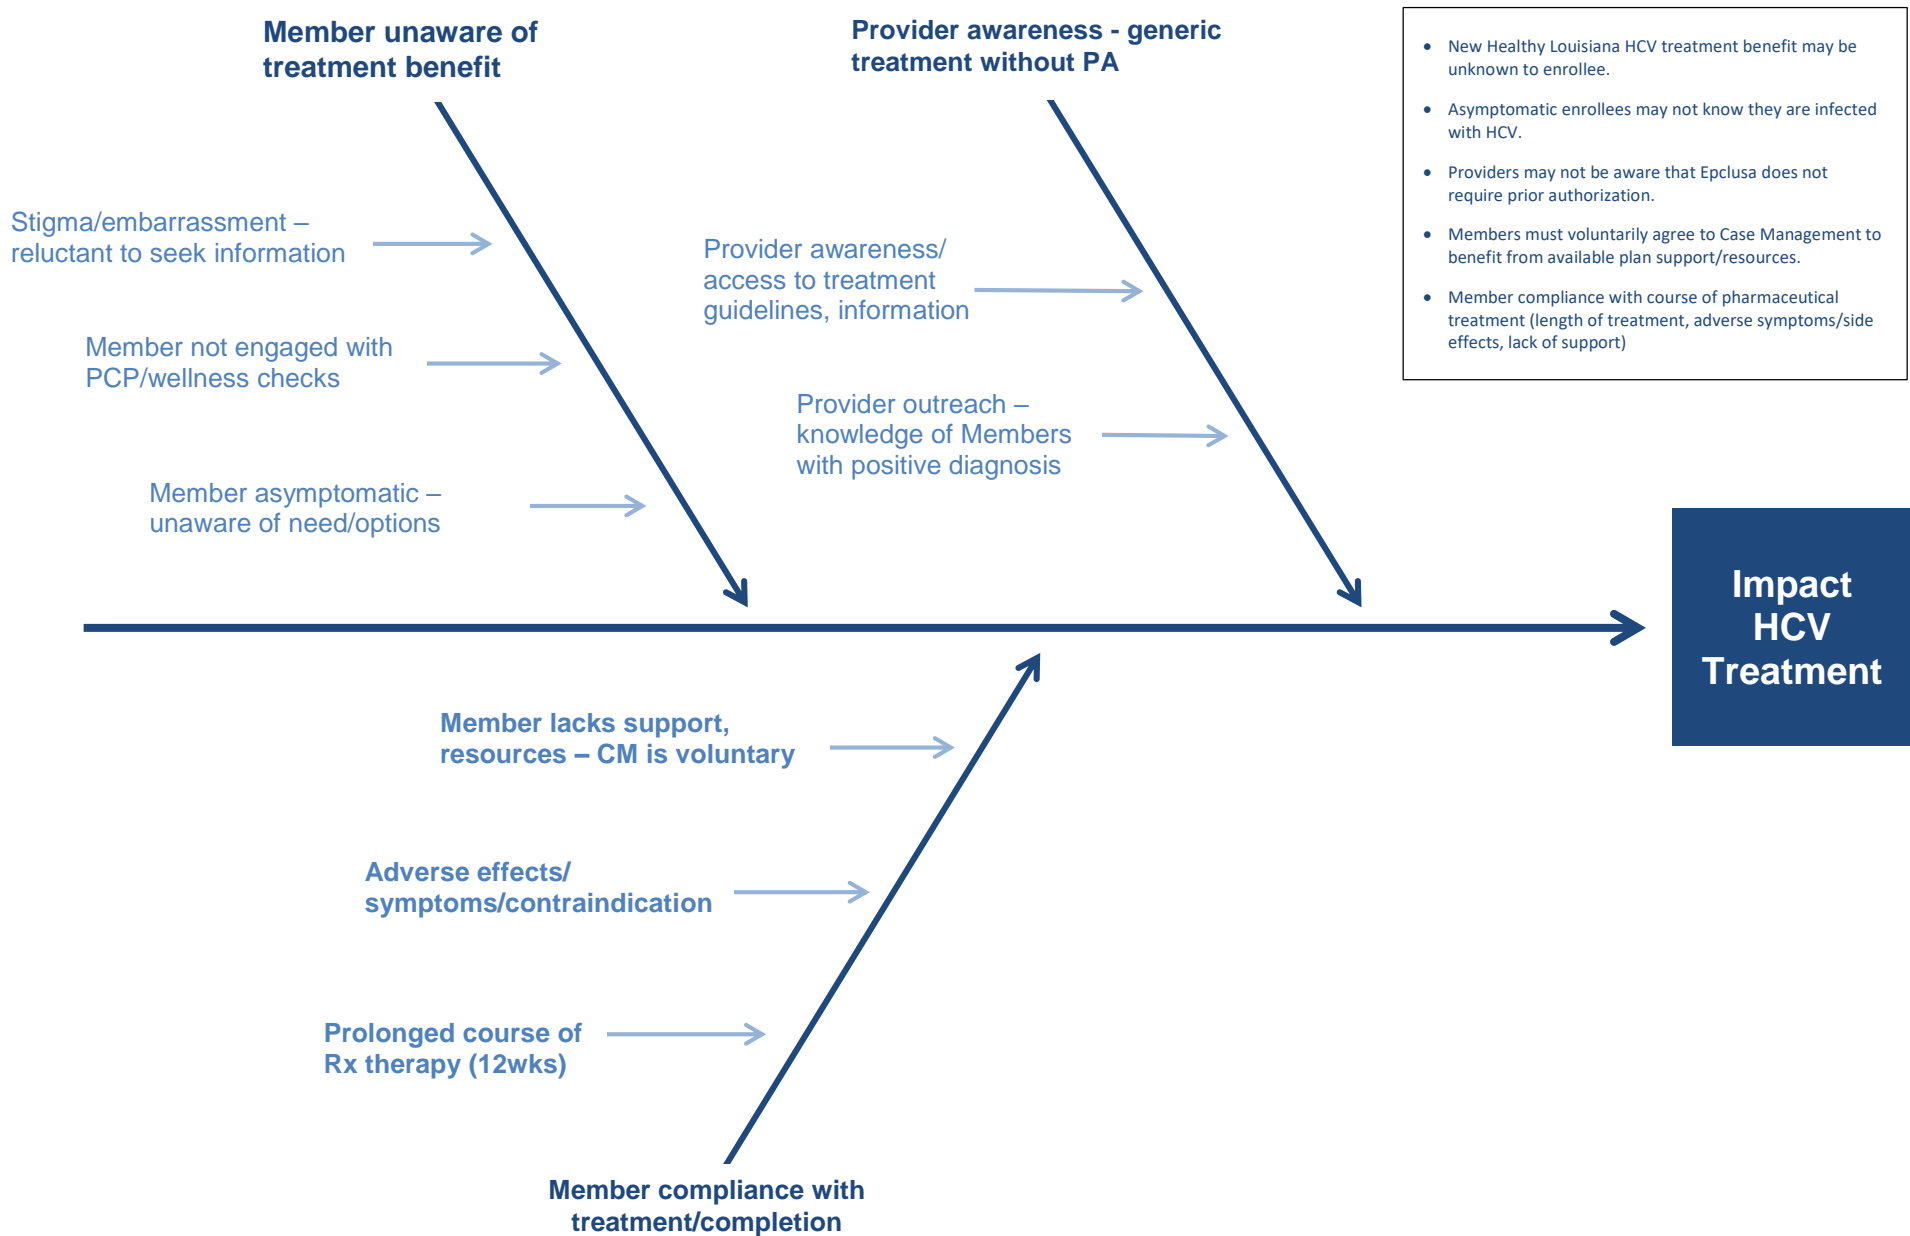 Member unaware of
treatment benefit
Provider awareness - generic
treatment without PA
• New Healthy Louisiana HCV treatment benefit may be
unknown to enrollee.
• Asymptomatic enrollees may not know they are infected
with HCV.
• Providers may not be aware that Epclusa does not
require prior authorization.
• Members must voluntarily agree to Case Management to
benefit from available plan support/resources.
• Member compliance with course of pharmaceutical
treatment (length of treatment, adverse symptoms/side
effects, lack of support)
Stigma/embarrassment –
reluctant to seek information
Member not engaged with
PCP/wellness checks
Member asymptomatic –
unaware of need/options
Provider awareness/
access to treatment
guidelines, information
Provider outreach –
knowledge of Members
with positive diagnosis
Impact
HCV
Treatment
Member lacks support,
resources – CM is voluntary
Adverse effects/
symptoms/contraindication
Prolonged course of
Rx therapy (12wks)
Member compliance with
treatment/completion